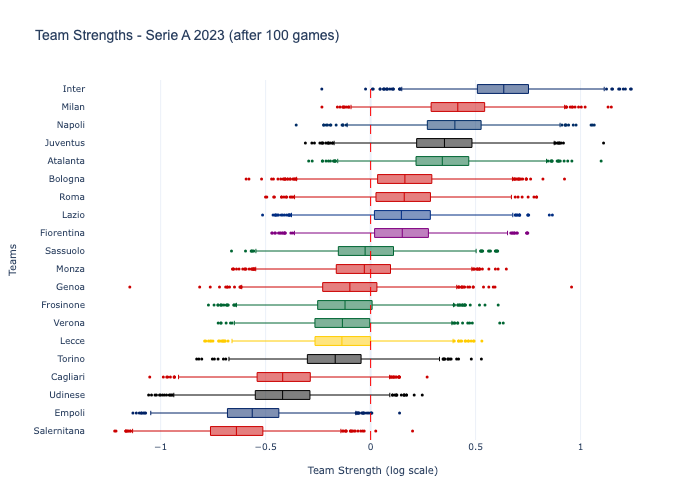 Team Strengths - Serie A 2023 (after 100 games)
Inter
Milan
Napoli
Juventus
Atalanta
Bologna
Roma
Lazio
Fiorentina
Sassuolo
Monza
Genoa
Frosinone
Verona
Lecce
Torino
Cagliari
Udinese
Empoli
Salernitana
Teams
−1
−0.5
0
0.5
1
Team Strength (log scale)